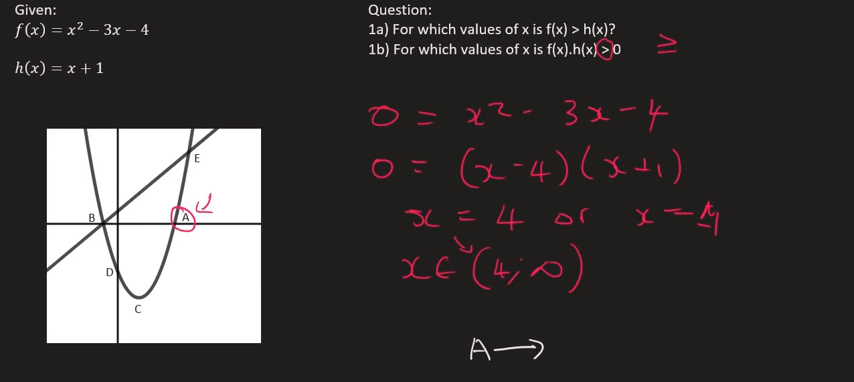 Given:
f(x) = x² − 3x − 4
h(x) = x + 1
Question:
1a) For which values of x is f(x) > h(x)?
1b) For which values of x is f(x).h(x) > 0
≥
0 = x² - 3x - 4
0 = (x - 4)(x + 1)
x = 4 or x = -1
x ∈ (4; ∞)
A →
E
B
A
D
C